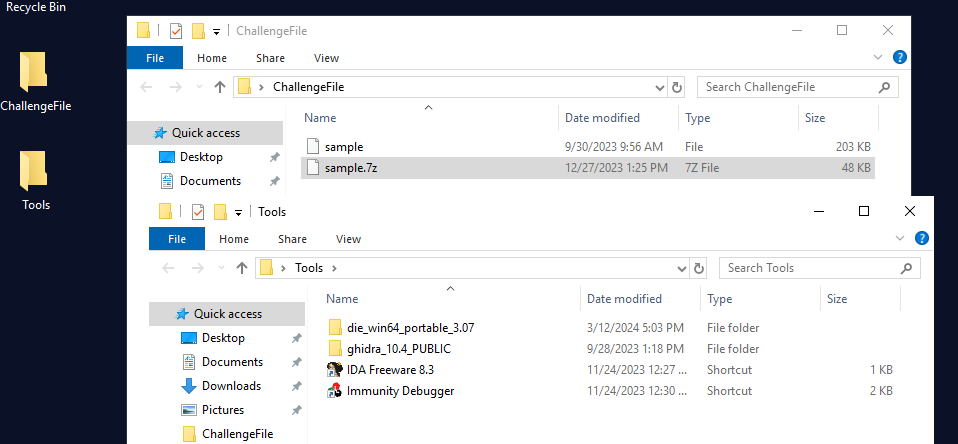 Recycle Bin
ChallengeFile
Tools
ChallengeFile
File Home Share View
ChallengeFile
Search ChallengeFile
Name Date modified Type Size
Quick access
Desktop
Documents
sample 9/30/2023 9:56 AM File 203 KB
sample.7z 12/27/2023 1:25 PM 7Z File 48 KB
Tools
File Home Share View
Tools
Search Tools
Name Date modified Type Size
Quick access
Desktop
Documents
Downloads
Pictures
ChallengeFile
die_win64_portable_3.07 3/12/2024 5:03 PM File folder
ghidra_10.4_PUBLIC 9/28/2023 1:18 PM File folder
IDA Freeware 8.3 11/24/2023 12:27 ... Shortcut 1 KB
Immunity Debugger 11/24/2023 12:30 ... Shortcut 2 KB